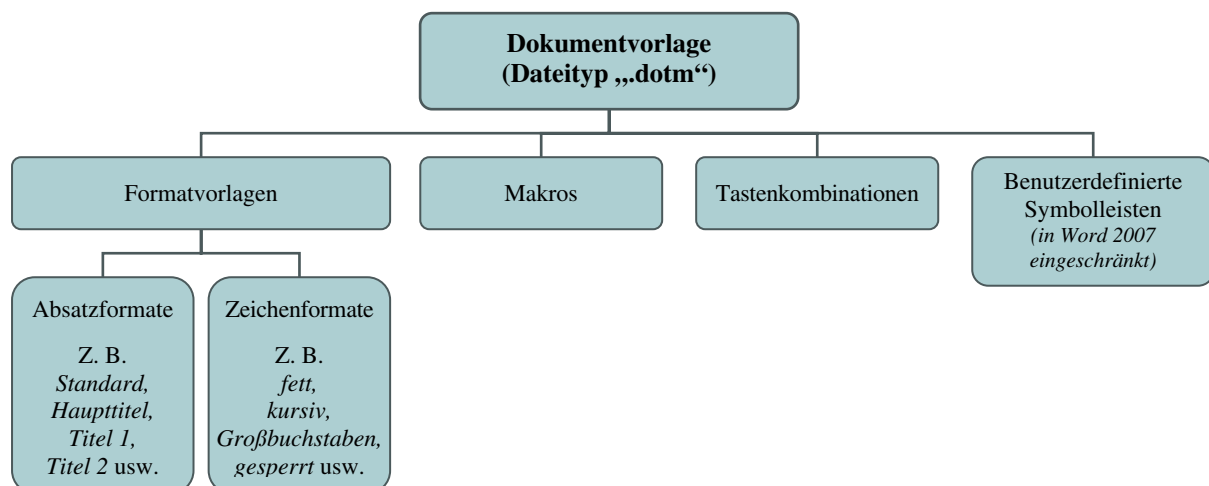 Dokumentvorlage
(Dateityp „.dotm“)
Formatvorlagen
Makros
Tastenkombinationen
Benutzerdefinierte
Symbolleisten
(in Word 2007
eingeschränkt)
Absatzformate
Z. B.
Standard,
Haupttitel,
Titel 1,
Titel 2 usw.
Zeichenformate
Z. B.
fett,
kursiv,
Großbuchstaben,
gesperrt usw.